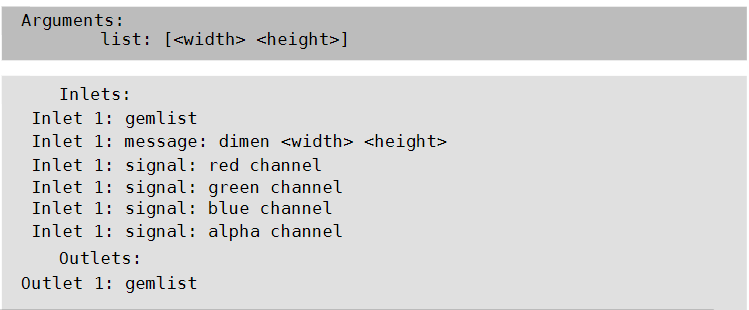 Arguments:
list: [<width> <height>]
Inlets:
Inlet 1: gemlist
Inlet 1: message: dimen <width> <height>
Inlet 1: signal: red channel
Inlet 1: signal: green channel
Inlet 1: signal: blue channel
Inlet 1: signal: alpha channel
Outlets:
Outlet 1: gemlist